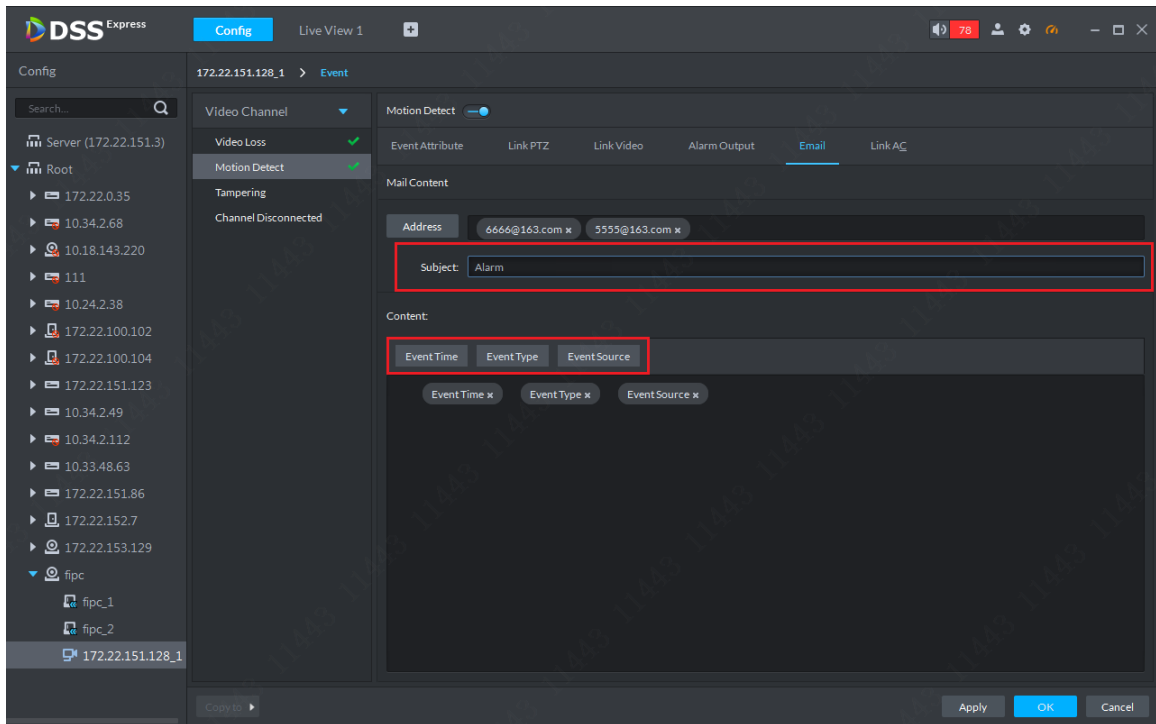 DSS Express
Config
Live View 1
78
Config
172.22.151.128_1 > Event
Search...
Server (172.22.151.3)
Root
172.22.0.35
10.34.2.68
10.18.143.220
111
10.24.2.38
172.22.100.102
172.22.100.104
172.22.151.123
10.34.2.49
10.34.2.112
10.33.48.63
172.22.151.86
172.22.152.7
172.22.153.129
fipc
fipc_1
fipc_2
172.22.151.128_1
Video Channel
Video Loss
Motion Detect
Tampering
Channel Disconnected
Motion Detect
Event Attribute Link PTZ Link Video Alarm Output Email Link AC
Mail Content
Address 6666@163.com x 5555@163.com x
Subject: Alarm
Content:
Event Time Event Type Event Source
Event Time x Event Type x Event Source x
Copy to
Apply OK Cancel
11443 11443 11443